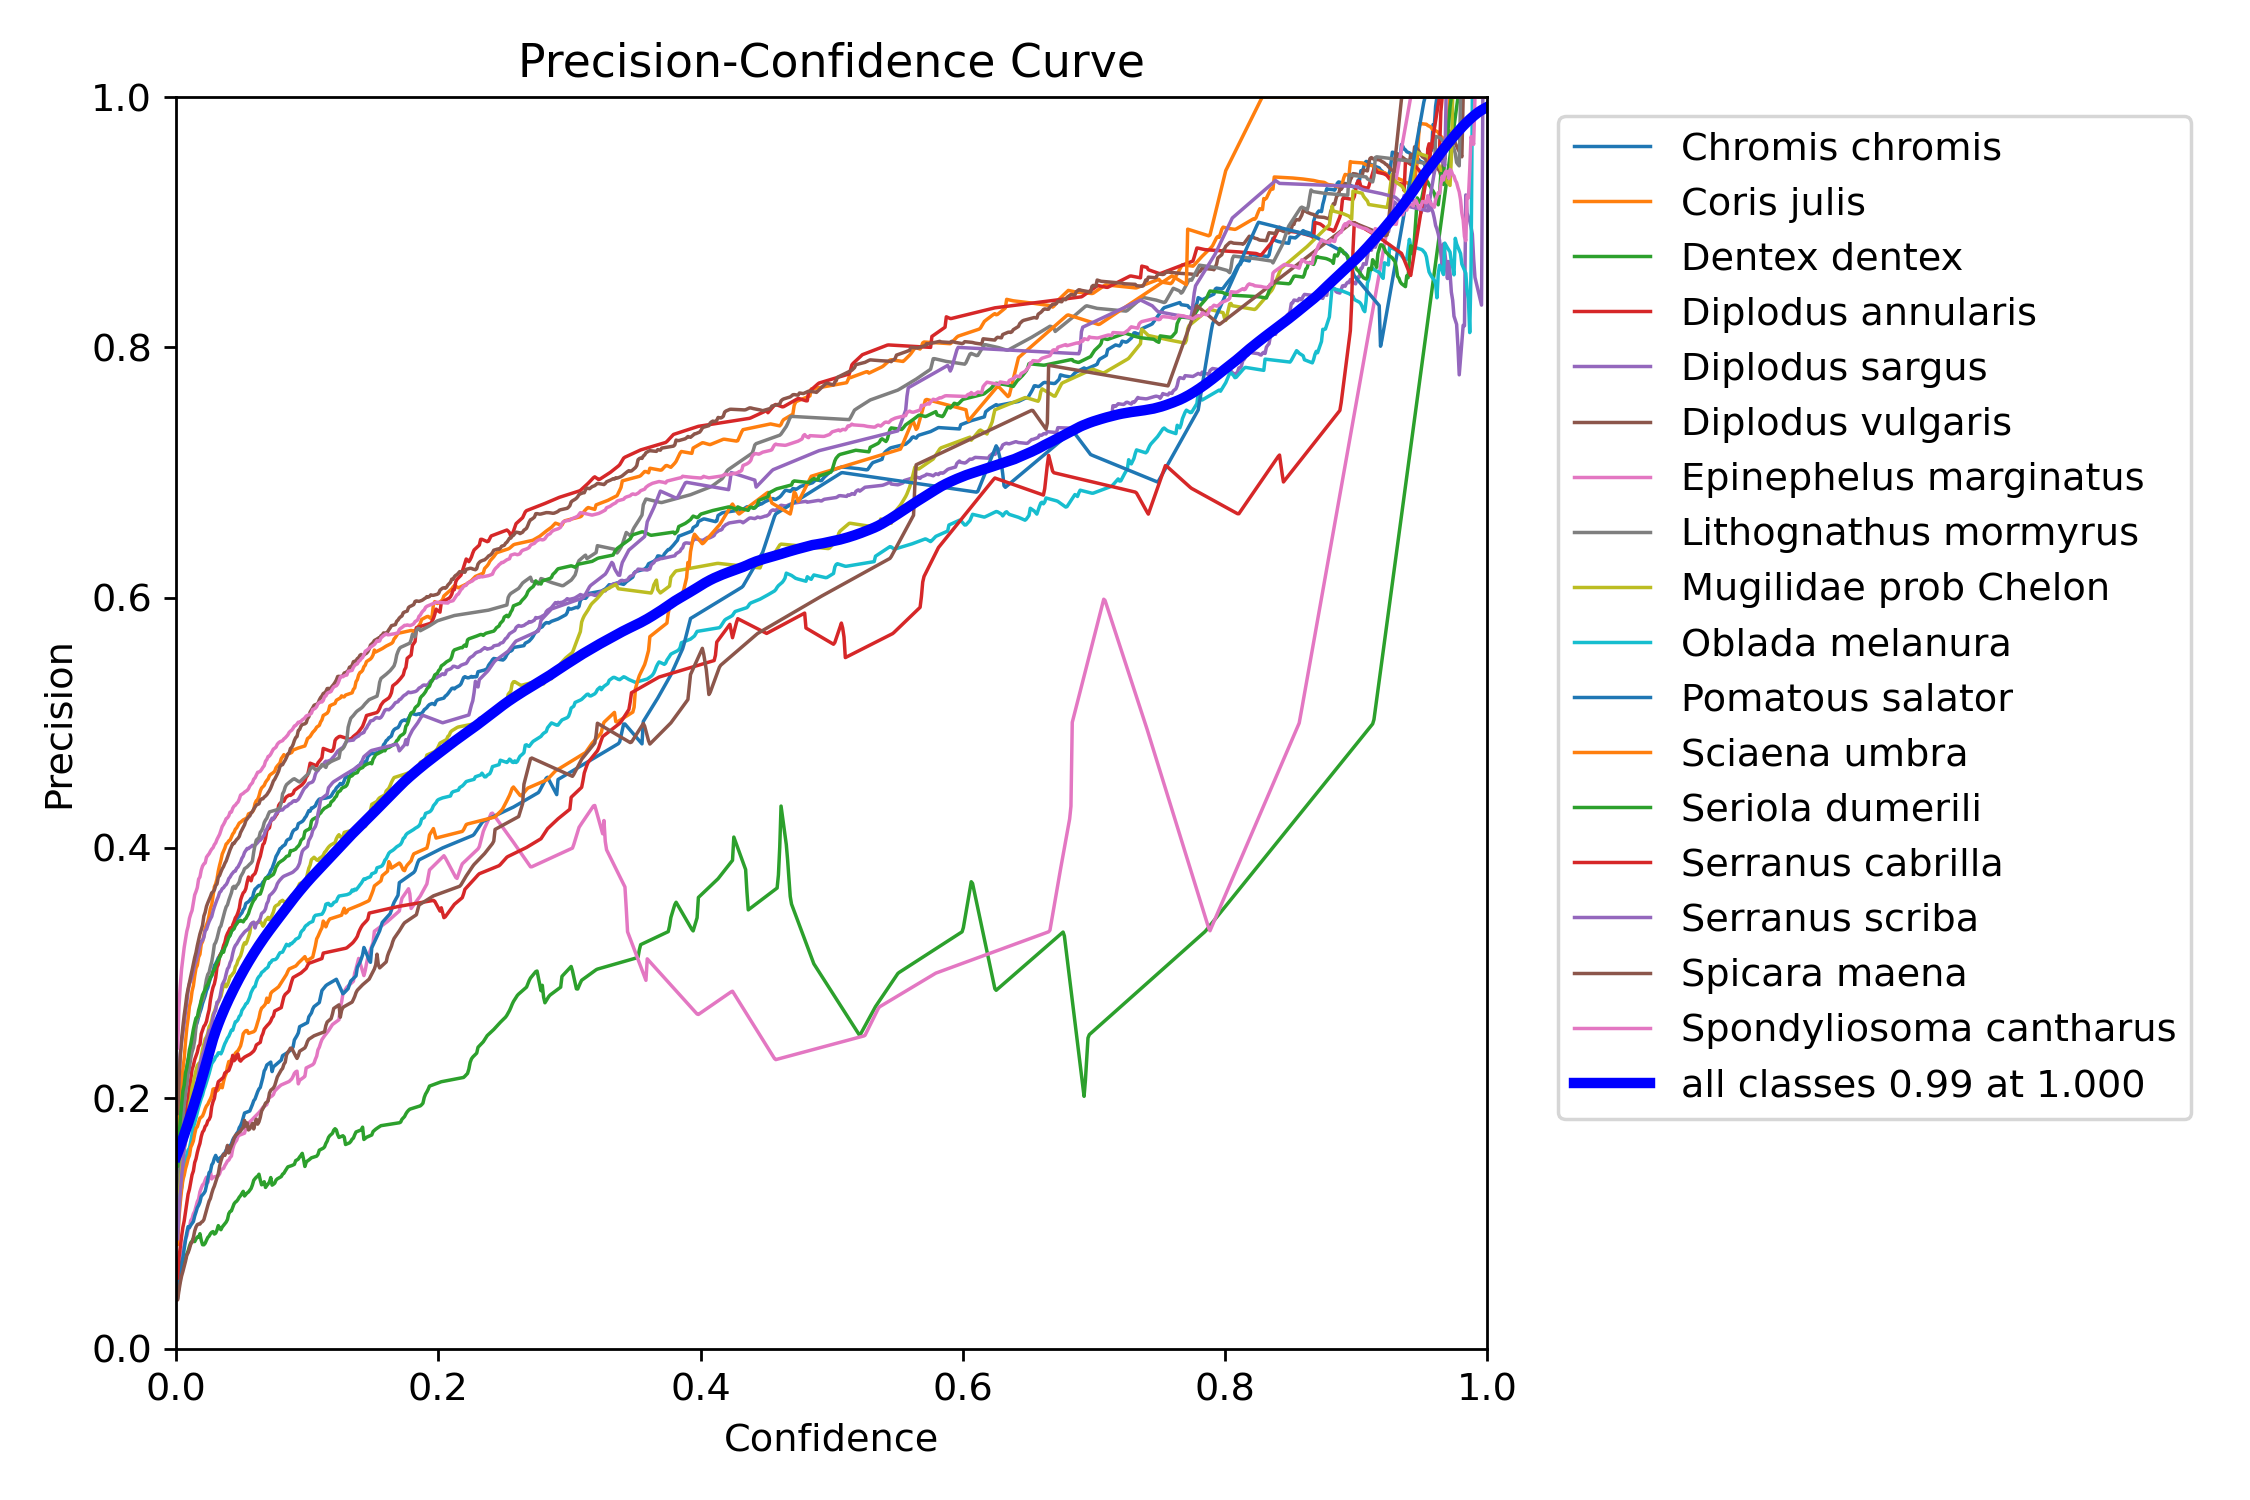 Precision-Confidence Curve
1.0
0.8
0.6
0.4
0.2
0.0
Precision
0.0 0.2 0.4 0.6 0.8 1.0
Confidence
Chromis chromis
Coris julis
Dentex dentex
Diplodus annularis
Diplodus sargus
Diplodus vulgaris
Epinephelus marginatus
Lithognathus mormyrus
Mugilidae prob Chelon
Oblada melanura
Pomatous salator
Sciaena umbra
Seriola dumerili
Serranus cabrilla
Serranus scriba
Spicara maena
Spondyliosoma cantharus
all classes 0.99 at 1.000